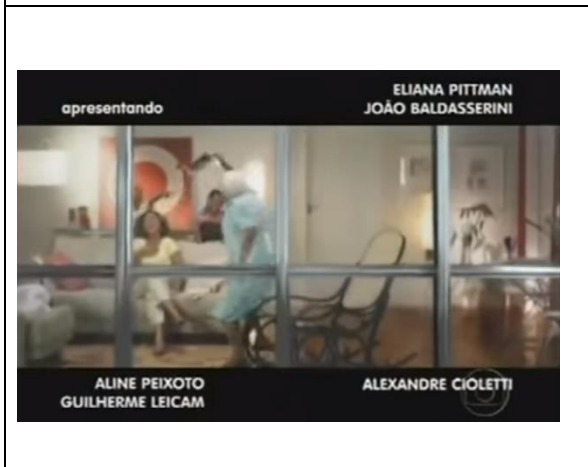 ELIANA PITTMAN
apresentando
JOÃO BALDASSERINI
ALINE PEIXOTO
GUILHERME LEICAM
ALEXANDRE CIOLETTI